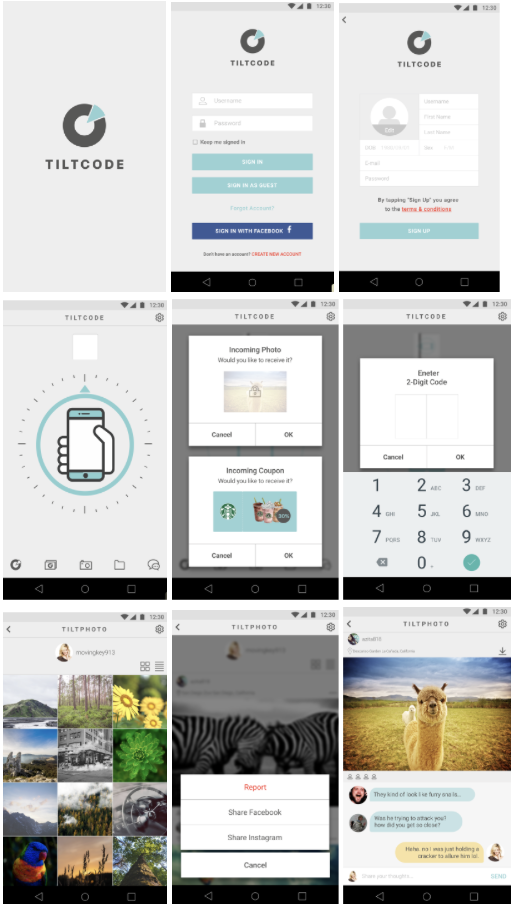 TILTCODE
12:30
TILTCODE
Username
Password
Keep me signed in
SIGN IN
SIGN IN AS GUEST
Forgot Account?
SIGN IN WITH FACEBOOK f
Don't have an account? CREATE NEW ACCOUNT
12:30
TILTCODE
Edit
Username
First Name
Last Name
E-mail
Password
By tapping "Sign Up" you agree
to the terms & conditions
SIGN UP
12:30
TILTCODE
12:30
TILTCODE
Incoming Photo
Would you like to receive it?
Cancel OK
Incoming Coupon
Would you like to receive it?
30%
Cancel OK
12:30
TILTCODE
Eneter
2-Digit Code
Cancel OK
1 2 ABC 3 DEF
4 GHI 5 JKL 6 MNO
7 PQRS 8 TUV 9 WXYZ
0
12:30
TILTPHOTO
movingkey913
12:30
TILTPHOTO
Report
Share Facebook
Share Instagram
Cancel
12:30
TILTPHOTO
They kind of look like furry snails...
Was he trying to attack you?
how did you get so close?
Haha. no I was just holding a
cracker to allure him lol.
Share your thoughts...
SEND